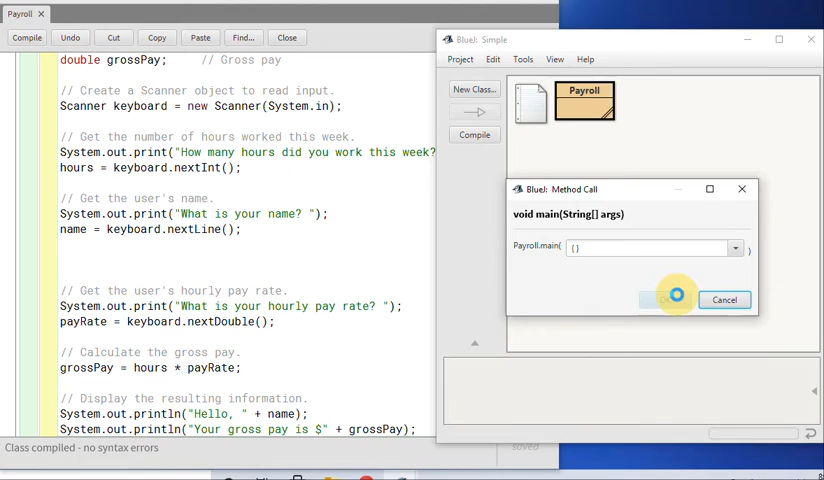 Payroll ✕
Compile Undo Cut Copy Paste Find... Close
double grossPay;     // Gross pay
// Create a Scanner object to read input.
Scanner keyboard = new Scanner(System.in);
// Get the number of hours worked this week.
System.out.print("How many hours did you work this week?
hours = keyboard.nextInt();
// Get the user's name.
System.out.print("What is your name? ");
name = keyboard.nextLine();
// Get the user's hourly pay rate.
System.out.print("What is your hourly pay rate? ");
payRate = keyboard.nextDouble();
// Calculate the gross pay.
grossPay = hours * payRate;
// Display the resulting information.
System.out.println("Hello, " + name);
System.out.println("Your gross pay is $" + grossPay);
Class compiled - no syntax errors
saved
BlueJ: Simple
Project Edit Tools View Help
New Class...
Compile
Payroll
BlueJ: Method Call
void main(String[] args)
Payroll.main( { } )
Cancel